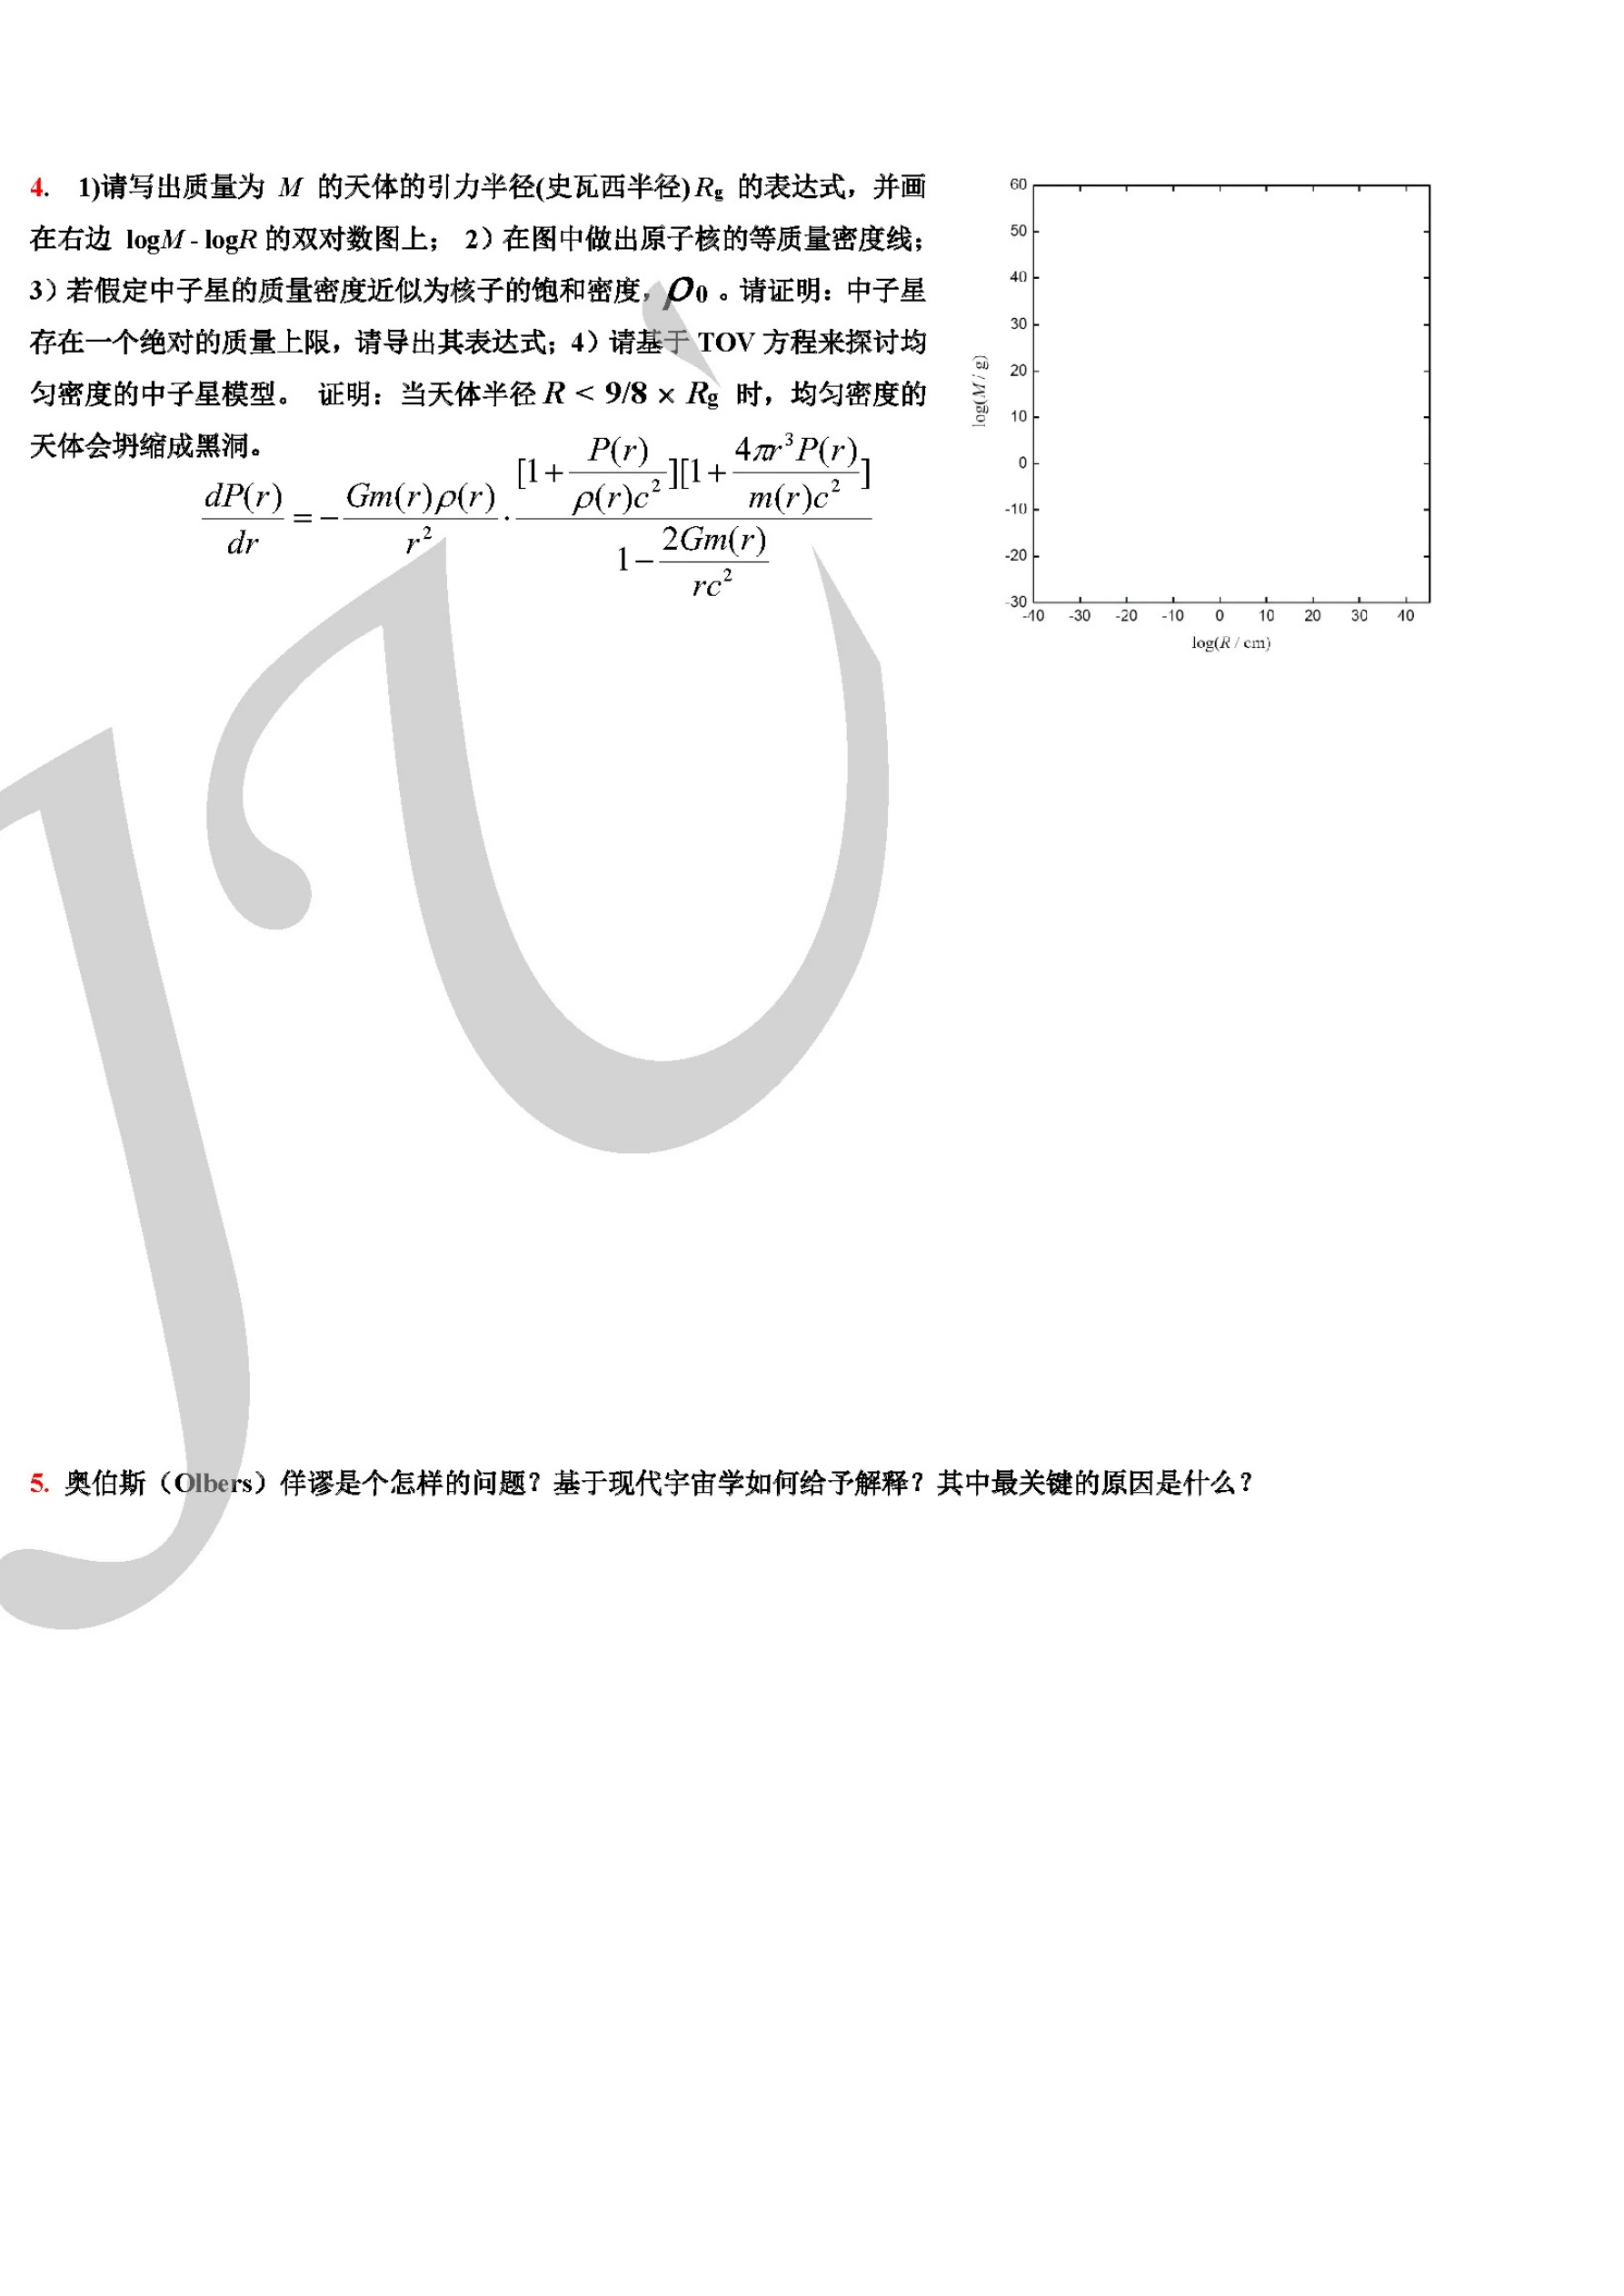 4. 1)请写出质量为 M 的天体的引力半径(史瓦西半径)Rg 的表达式，并画
在右边 logM - logR 的双对数图上； 2）在图中做出原子核的等质量密度线；
3）若假定中子星的质量密度近似为核子的饱和密度，ρ0 。请证明：中子星
存在一个绝对的质量上限，请导出其表达式；4）请基于 TOV 方程来探讨均
匀密度的中子星模型。 证明：当天体半径 R < 9/8 × Rg 时，均匀密度的
天体会坍缩成黑洞。
dP(r)/dr = − Gm(r)ρ(r)/r² · [1+ P(r)/ρ(r)c²][1+ 4πr³P(r)/m(r)c²] / 1− 2Gm(r)/rc²
60
50
40
30
20
10
0
-10
-20
-30
log(M / g)
-40 -30 -20 -10 0 10 20 30 40
log(R / cm)
5. 奥伯斯（Olbers）佯谬是个怎样的问题？基于现代宇宙学如何给予解释？其中最关键的原因是什么？